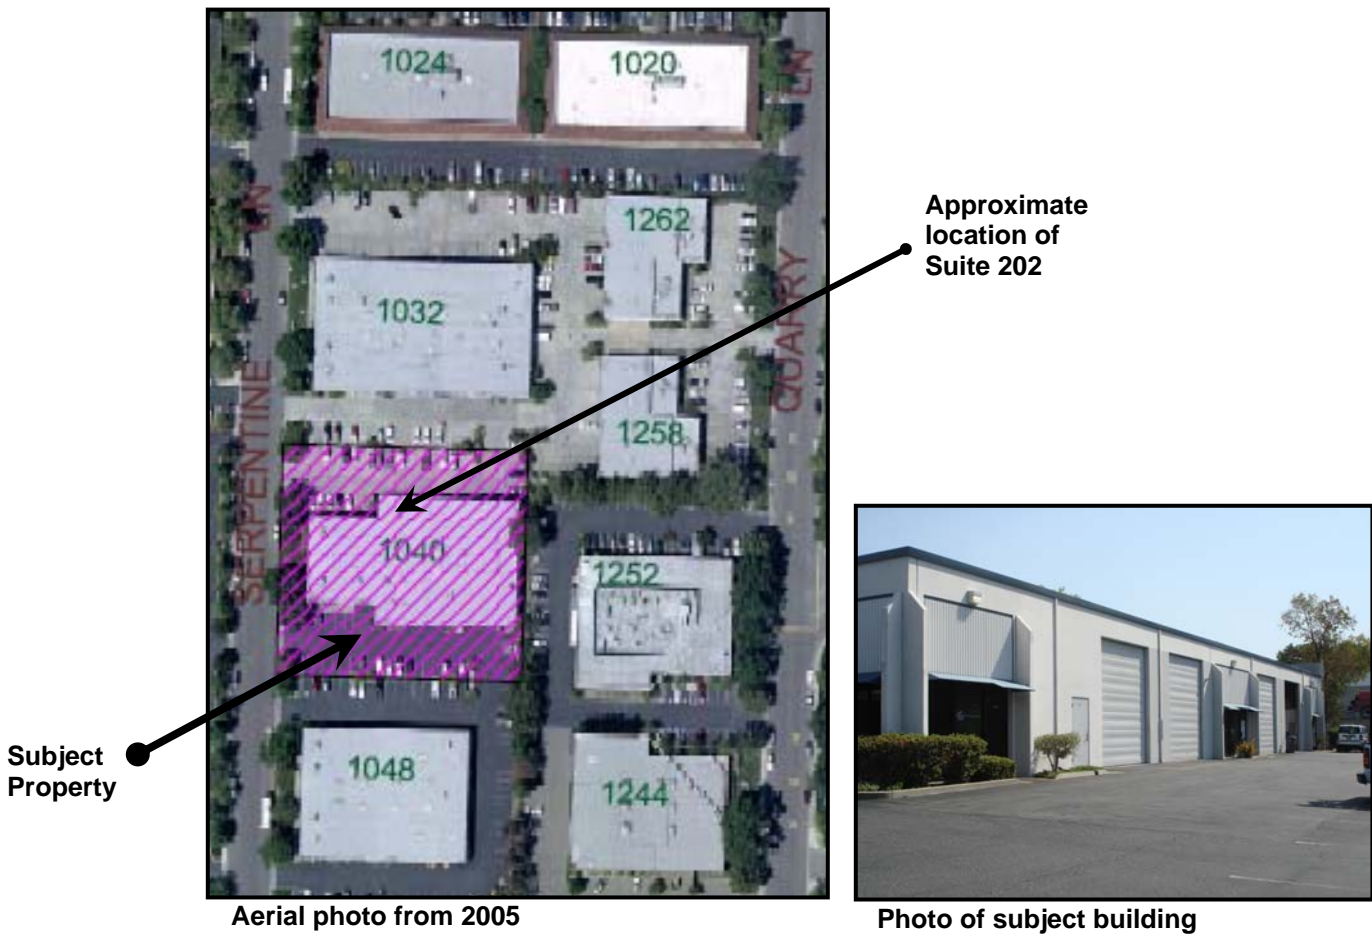 1024
1020
LN
LN
1262
Approximate
location of
Suite 202
1032
QUARRY
SERPENTINE
1258
1040
1252
Subject
Property
1048
1244
Aerial photo from 2005
Photo of subject building